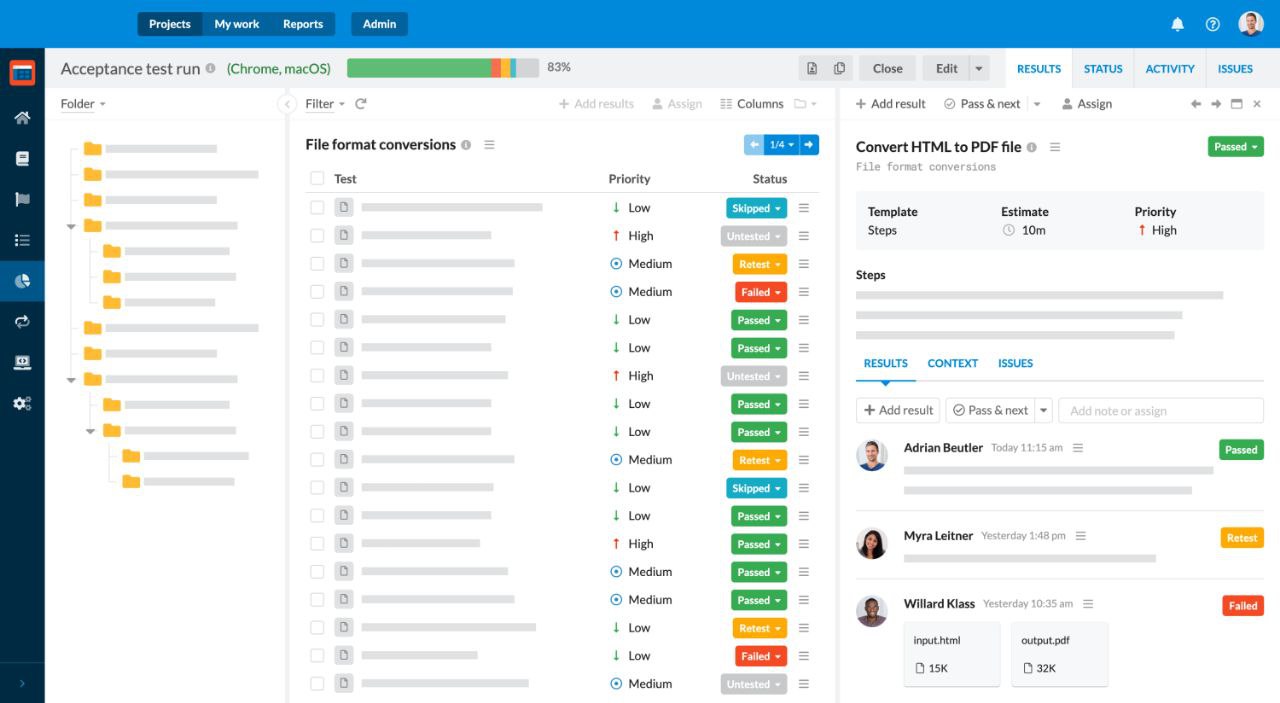 Projects My work Reports Admin
Acceptance test run (Chrome, macOS) 83% Close Edit RESULTS STATUS ACTIVITY ISSUES
Folder
Filter Add results Assign Columns
File format conversions 1/4
Test Priority Status
Low Skipped
High Untested
Medium Retest
Medium Failed
Low Passed
Low Passed
High Untested
Low Passed
Low Passed
Medium Retest
Low Skipped
Low Passed
High Passed
Medium Passed
Medium Passed
Low Retest
Low Failed
Medium Untested
Add result Pass & next Assign
Convert HTML to PDF file Passed
File format conversions
Template Estimate Priority
Steps 10m High
Steps
RESULTS CONTEXT ISSUES
Add result Pass & next Add note or assign
Adrian Beutler Today 11:15 am Passed
Myra Leitner Yesterday 1:48 pm Retest
Willard Klass Yesterday 10:35 am Failed
input.html output.pdf
15K 32K